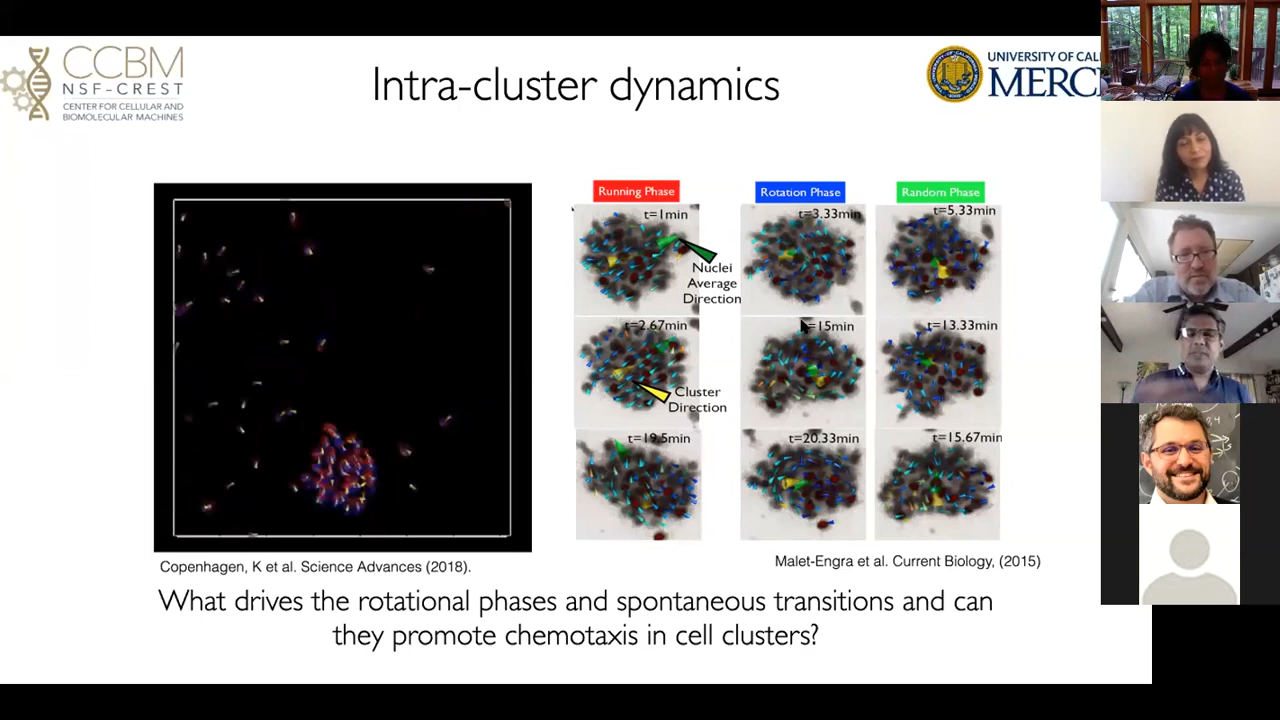 CCBM
NSF-CREST
CENTER FOR CELLULAR AND
BIOMOLECULAR MACHINES
Intra-cluster dynamics
UNIVERSITY OF CAL
MERC
Running Phase
Rotation Phase
Random Phase
t=1min
t=3.33min
t=5.33min
Nuclei
Average
Direction
t=2.67min
=15min
t=13.33min
Cluster
Direction
t=19.5min
t=20.33min
t=15.67min
Copenhagen, K et al. Science Advances (2018).
Malet-Engra et al. Current Biology, (2015)
What drives the rotational phases and spontaneous transitions and can
they promote chemotaxis in cell clusters?